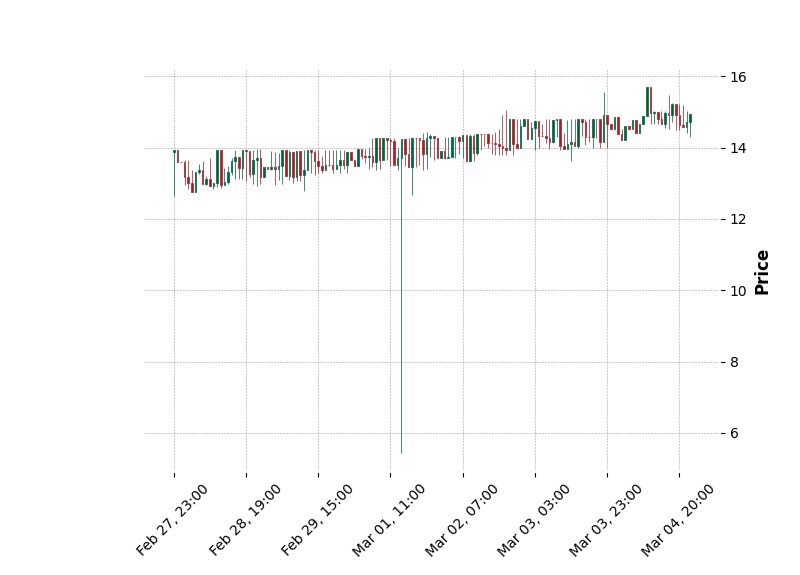 16
14
12
10
8
6
Price
Feb 27, 23:00
Feb 28, 19:00
Feb 29, 15:00
Mar 01, 11:00
Mar 02, 07:00
Mar 03, 03:00
Mar 03, 23:00
Mar 04, 20:00